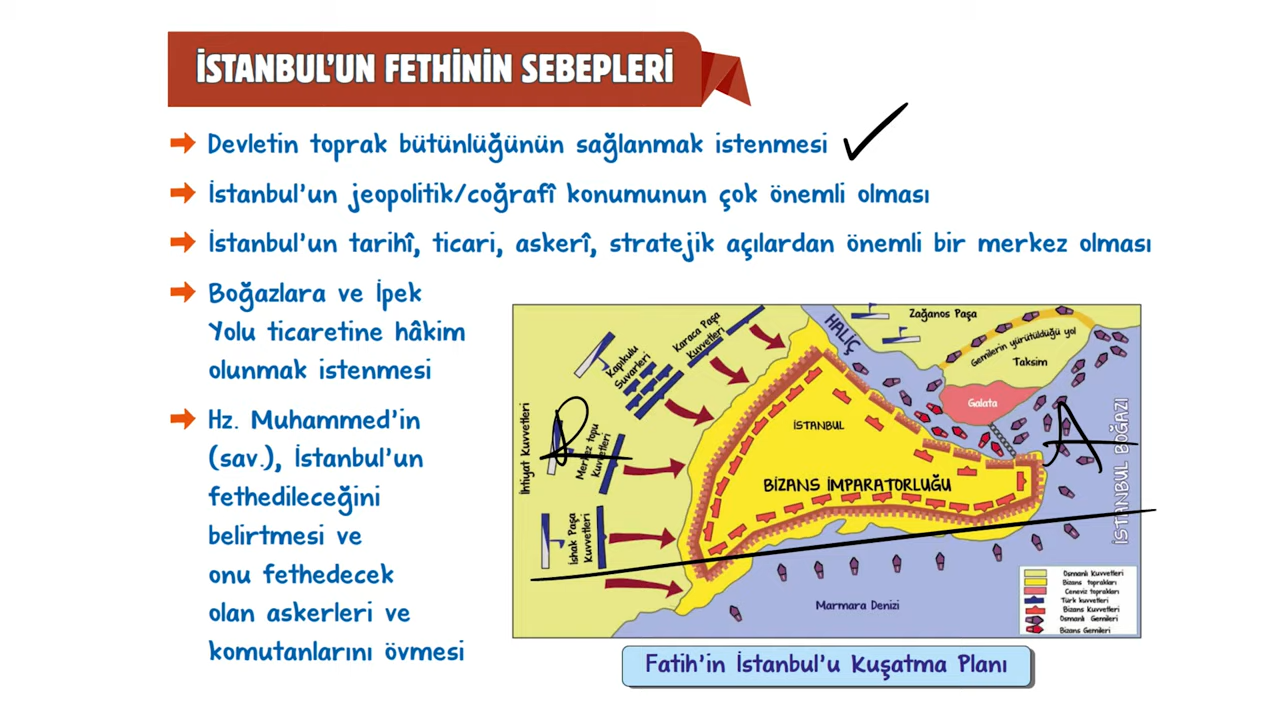 İSTANBUL'UN FETHİNİN SEBEPLERİ
Devletin toprak bütünlüğünün sağlanmak istenmesi
İstanbul'un jeopolitik/coğrafî konumunun çok önemli olması
İstanbul'un tarihî, ticari, askerî, stratejik açılardan önemli bir merkez olması
Boğazlara ve İpek
Yolu ticaretine hâkim
olunmak istenmesi
Hz. Muhammed'in
(sav.), İstanbul'un
fethedileceğini
belirtmesi ve
onu fethedecek
olan askerleri ve
komutanlarını övmesi
İhtiyat Kuvvetleri
Kapıkulu
Suvarleri
Karaca Paşa
Kuvvetleri
Merkez topu
Kuvvetleri
İshak Paşa
Kuvvetleri
HALİÇ
Zağanos Paşa
Gemilerin yürütüldüğü yol
Taksim
Galata
İSTANBUL
BİZANS İMPARATORLUĞU
R
A
İSTANBUL BOĞAZI
Marmara Denizi
Osmanlı Kuvvetleri
Bizans toprakları
Ceneviz toprakları
Türk kuvvetleri
Bizans Kuvvetleri
Osmanlı Gemileri
Bizans Gemileri
Fatih'in İstanbul'u Kuşatma Planı